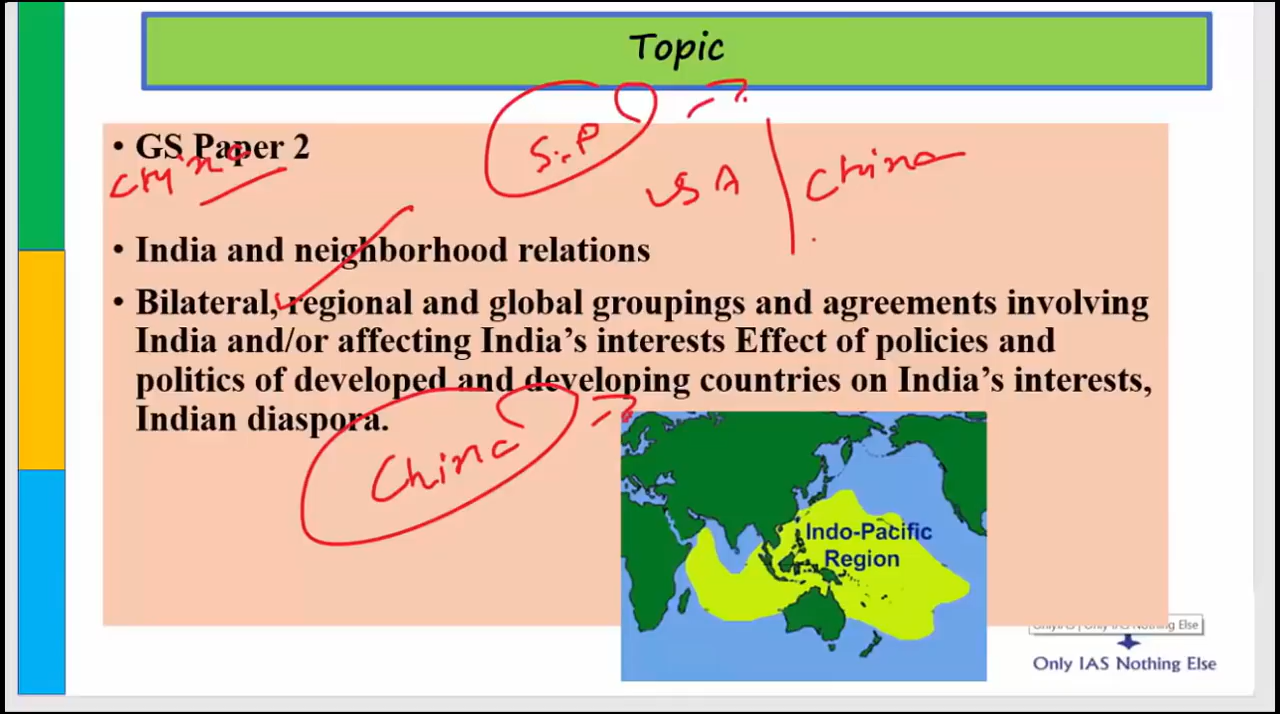 Topic
• GS Paper 2
S.P
USA | China
China
• India and neighborhood relations
• Bilateral, regional and global groupings and agreements involving
India and/or affecting India's interests Effect of policies and
politics of developed and developing countries on India's interests,
Indian diaspora.
China
Indo-Pacific
Region
Only IAS Nothing Else